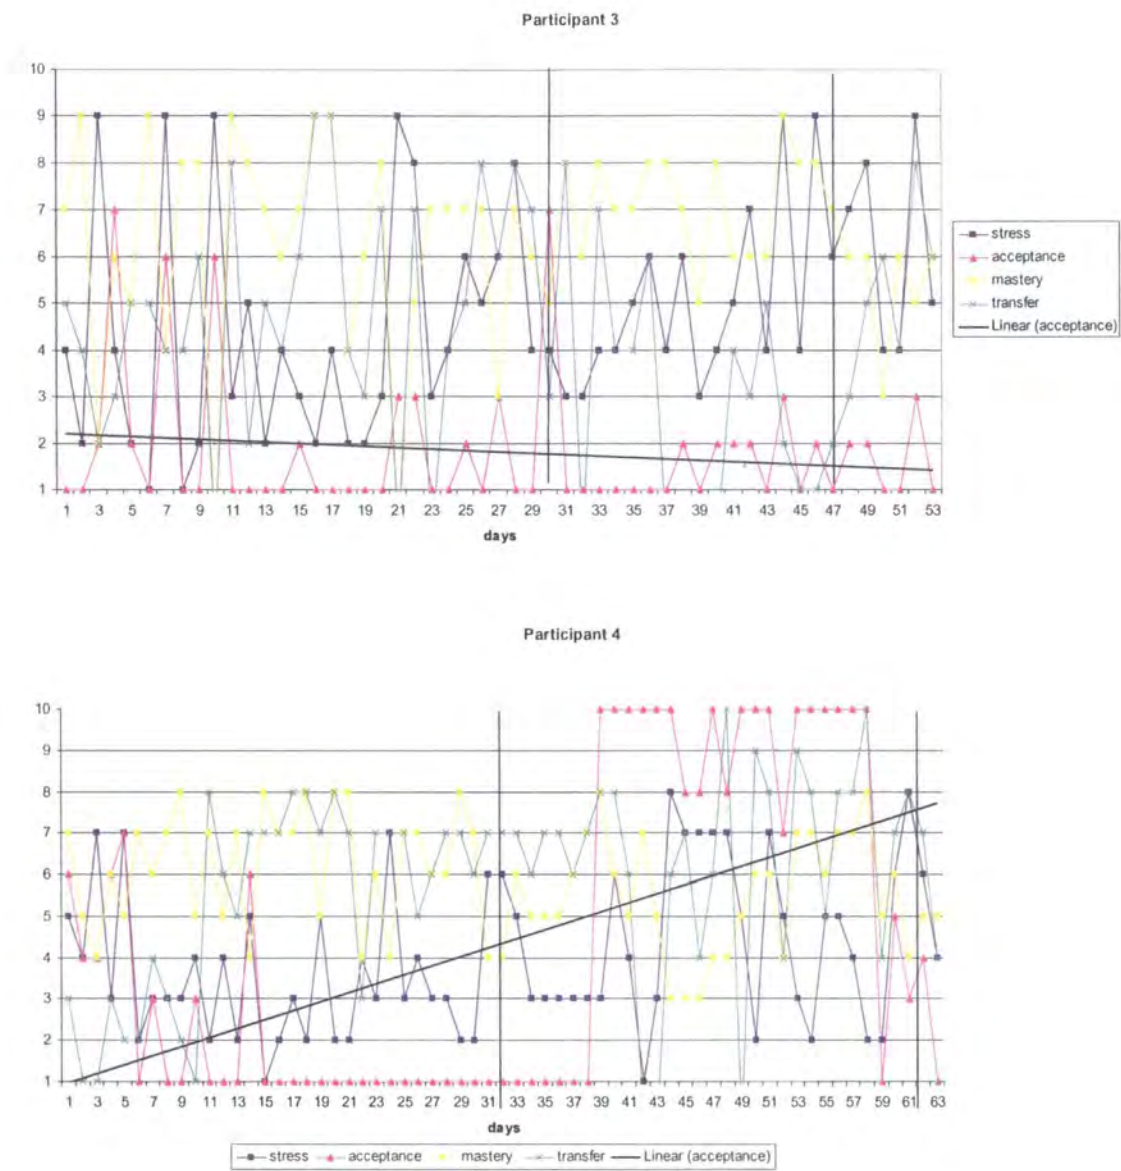 Participant 3
10
9
8
7
6
5
4
3
2
1
1 3 5 7 9 11 13 15 17 19 21 23 25 27 29 31 33 35 37 39 41 43 45 47 49 51 53
days
stress
acceptance
mastery
transfer
Linear (acceptance)
Participant 4
10
9
8
7
6
5
4
3
2
1
1 3 5 7 9 11 13 15 17 19 21 23 25 27 29 31 33 35 37 39 41 43 45 47 49 51 53 55 57 59 61 63
days
stress acceptance mastery transfer Linear (acceptance)